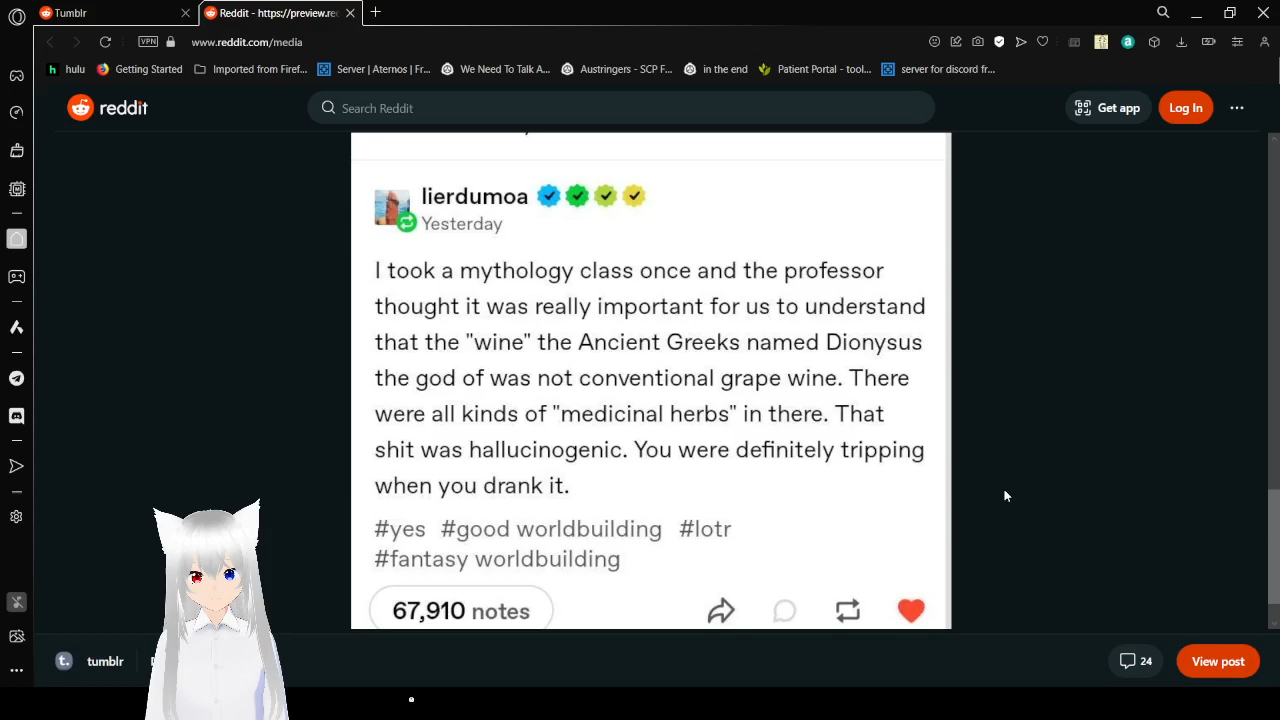 Tumblr
Reddit - https://preview.rec
VPN
www.reddit.com/media
hulu
Getting Started
Imported from Firef...
Server | Aternos | Fr...
We Need To Talk A...
Austringers - SCP F...
in the end
Patient Portal - tool...
server for discord fr...
reddit
Search Reddit
Get app
Log In
lierdumoa
Yesterday
I took a mythology class once and the professor
thought it was really important for us to understand
that the "wine" the Ancient Greeks named Dionysus
the god of was not conventional grape wine. There
were all kinds of "medicinal herbs" in there. That
shit was hallucinogenic. You were definitely tripping
when you drank it.
#yes #good worldbuilding #lotr
#fantasy worldbuilding
67,910 notes
t.
tumblr
24
View post